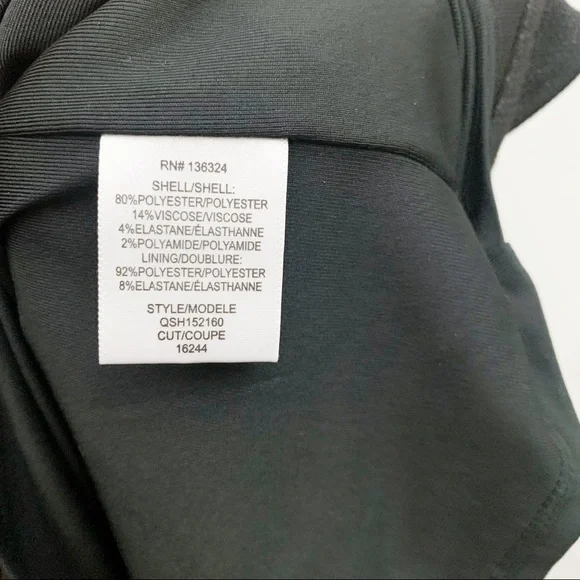 RN# 136324
SHELL/SHELL:
80%POLYESTER/POLYESTER
14%VISCOSE/VISCOSE
4%ELASTANE/ÉLASTHANNE
2%POLYAMIDE/POLYAMIDE
LINING/DOUBLURE:
92%POLYESTER/POLYESTER
8%ELASTANE/ÉLASTHANNE
STYLE/MODELE
QSH152160
CUT/COUPE
16244